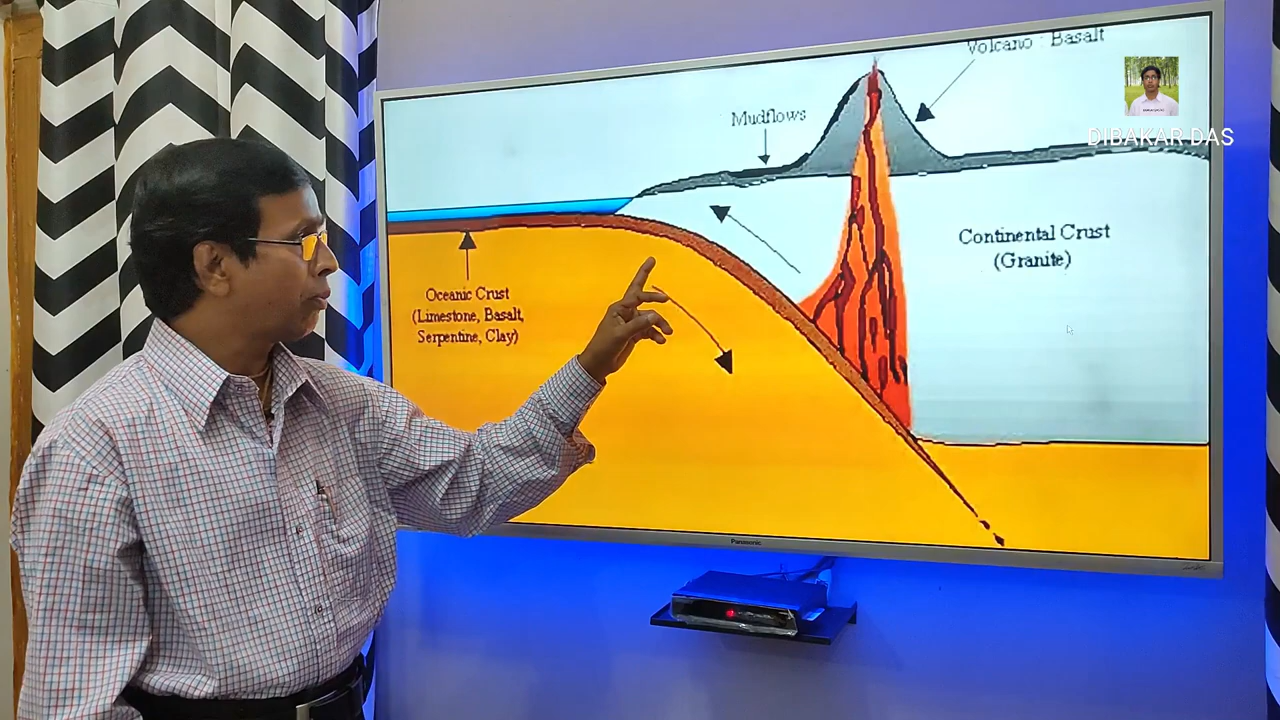 Volcano : Basalt
DIBAKAR DAS
Mudflows
Continental Crust
(Granite)
Oceanic Crust
(Limestone, Basalt,
Serpentine, Clay)
Panasonic